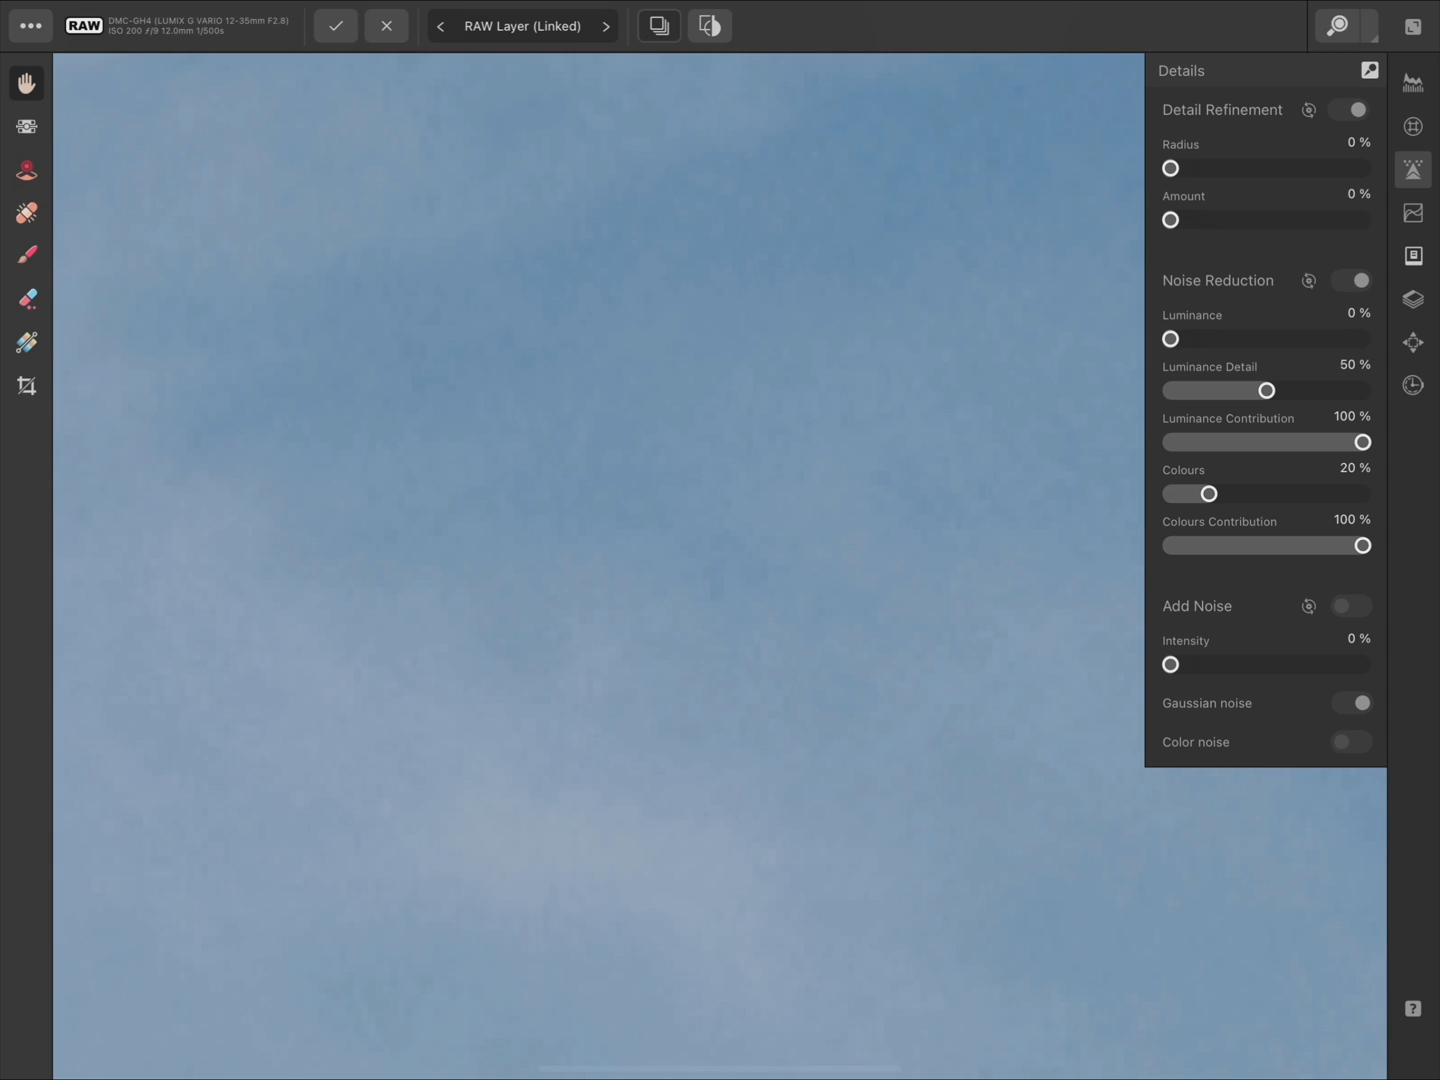 RAW
DMC-GH4 (LUMIX G VARIO 12-35mm F2.8)
ISO 200 ƒ/9 12.0mm 1/500s
RAW Layer (Linked)
Details
Detail Refinement
Radius 0 %
Amount 0 %
Noise Reduction
Luminance 0 %
Luminance Detail 50 %
Luminance Contribution 100 %
Colours 20 %
Colours Contribution 100 %
Add Noise
Intensity 0 %
Gaussian noise
Color noise
?